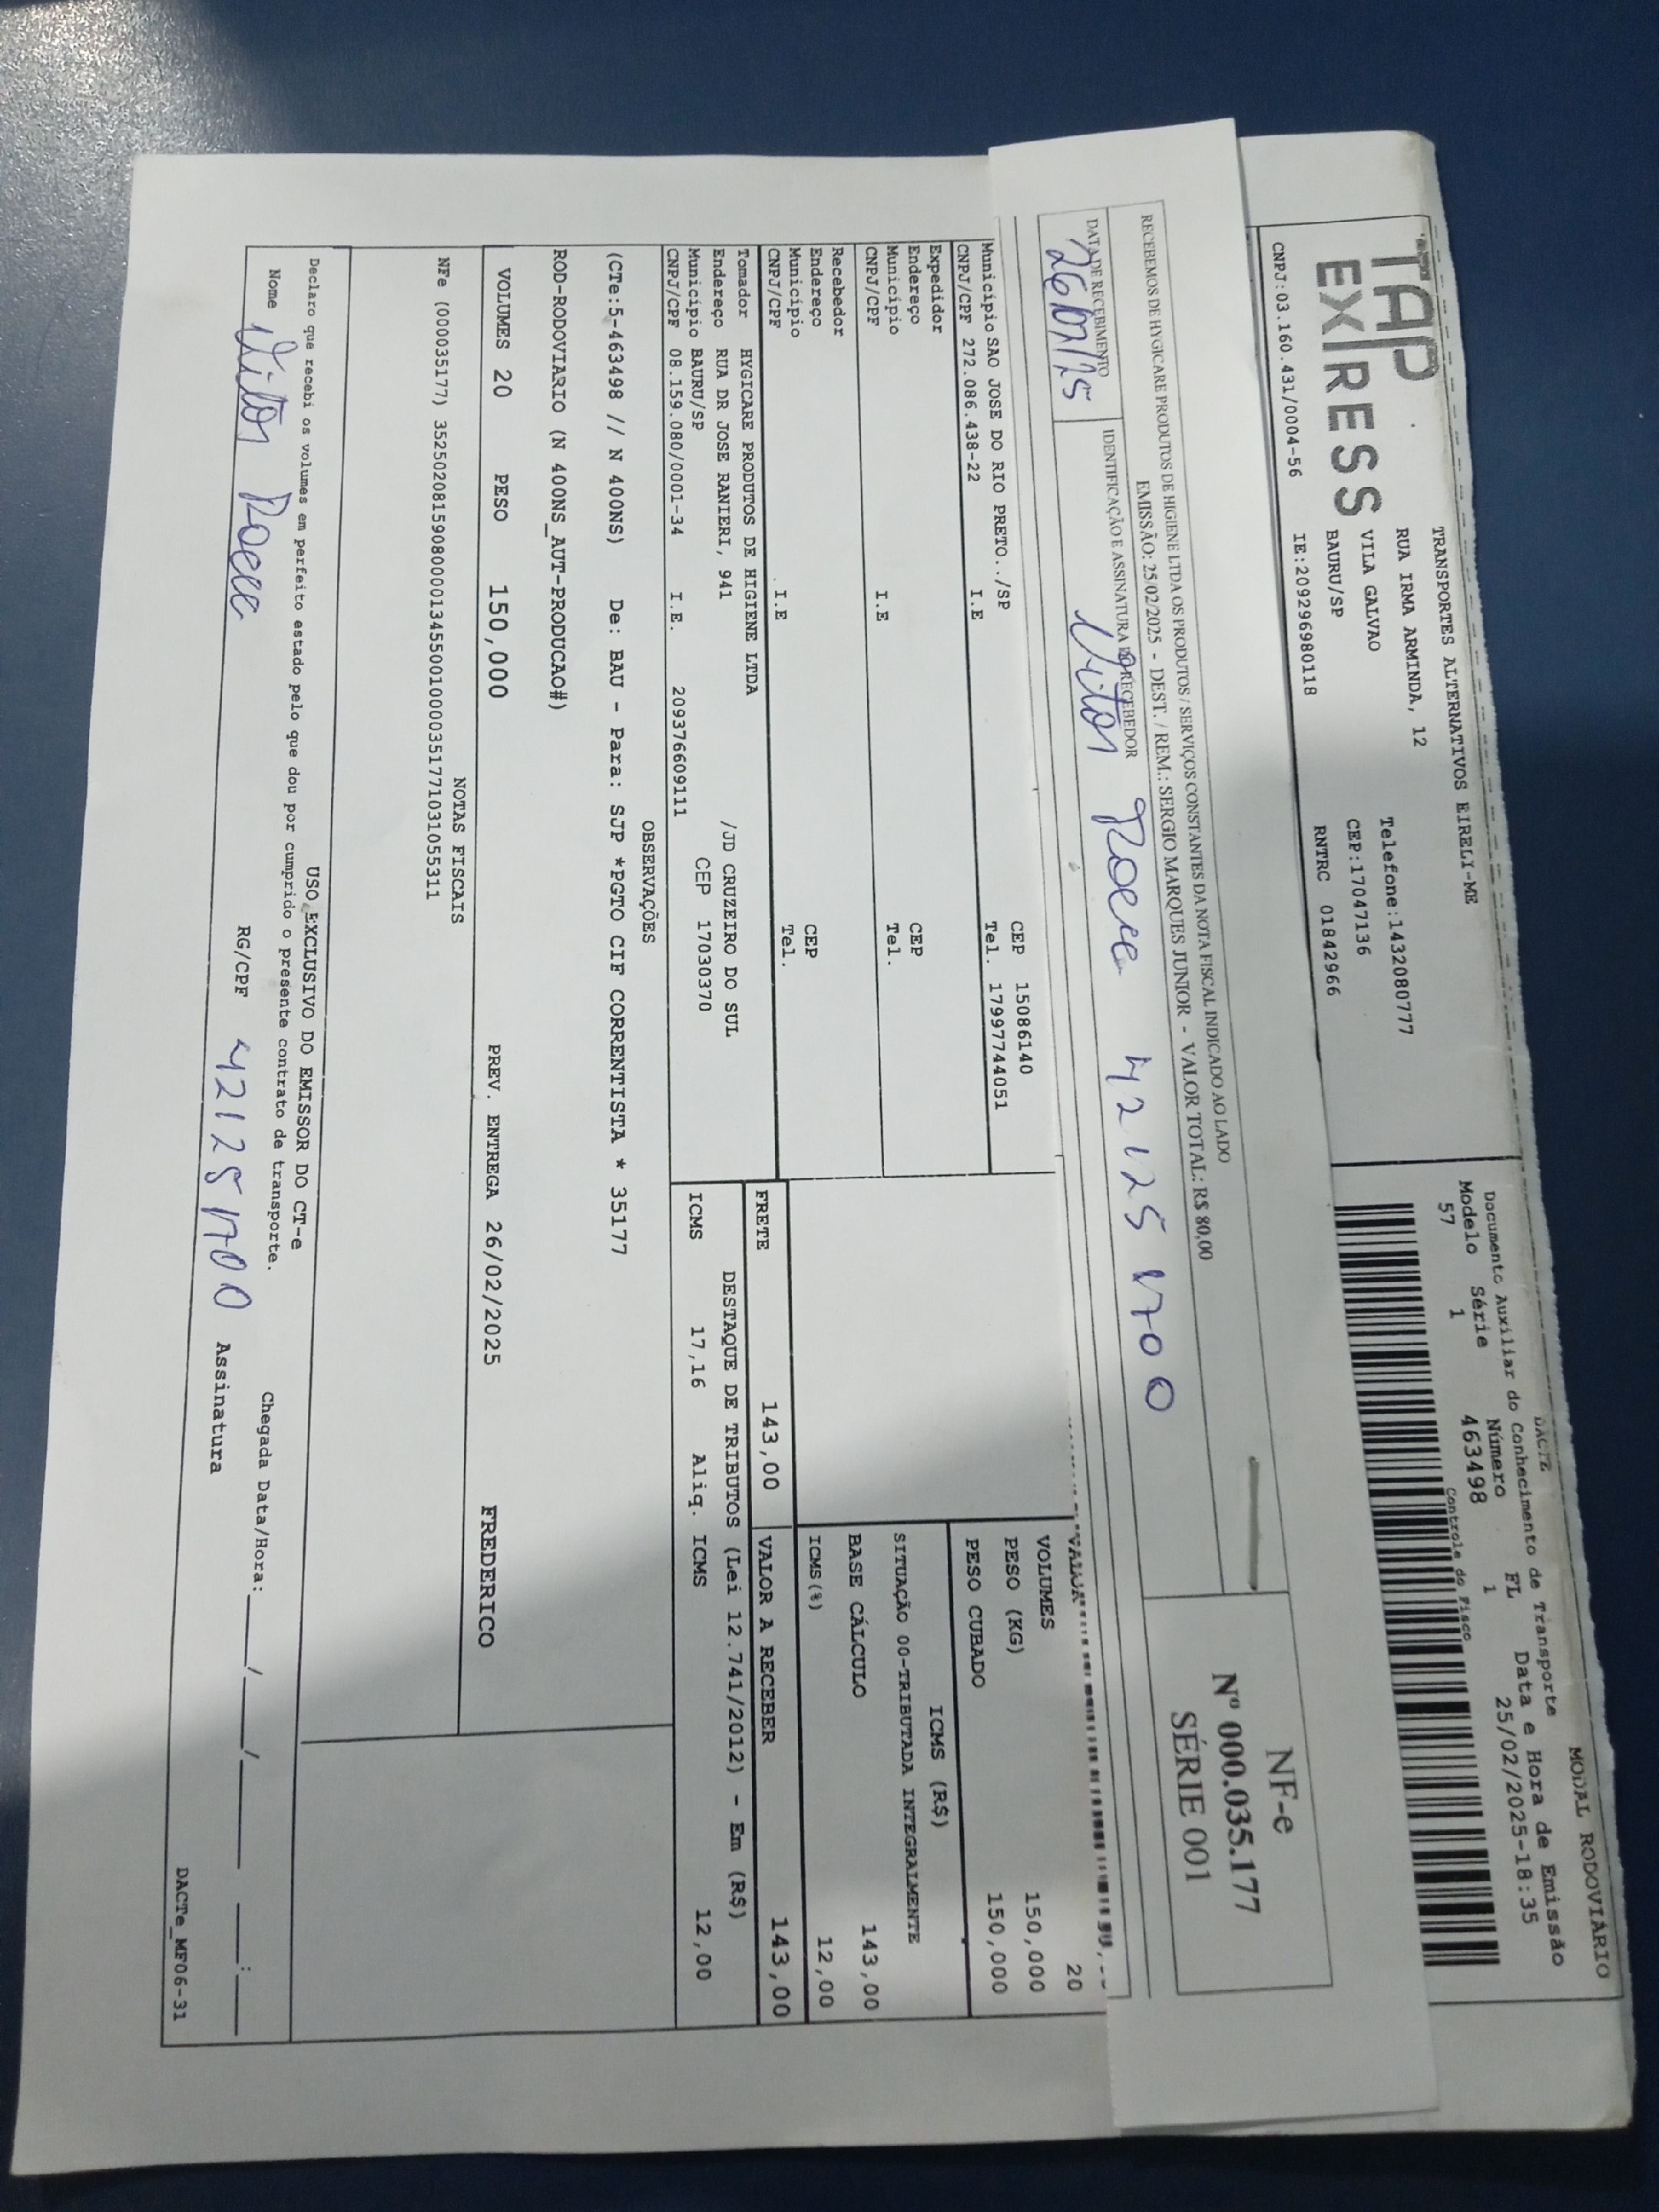 TAP
EXPRESS
TRANSPORTES ALTERNATIVOS EIRELI-ME
RUA IRMA ARMINDA, 12
VILA GALVAO
BAURU/SP
Telefone:1432080777
CEP:17047136
CNPJ:03.160.431/0004-56 IE:209296980118 RNTRC 01842966
MODAL RODOVIÁRIO
DACTE
Documento Auxiliar do Conhecimento de Transporte
Modelo Série Número FL Data e Hora de Emissão
57 1 463498 1 25/02/2025-18:35
Controle do Fisco
RECEBEMOS DE HYGICARE PRODUTOS DE HIGIENE LTDA OS PRODUTOS / SERVIÇOS CONSTANTES DA NOTA FISCAL INDICADO AO LADO
EMISSÃO: 25/02/2025 - DEST. / REM.: SERGIO MARQUES JUNIOR - VALOR TOTAL: R$ 80,00
DATA DE RECEBIMENTO IDENTIFICAÇÃO E ASSINATURA DO RECEBEDOR
NF-e
Nº 000.035.177
SÉRIE 001
Município SAO JOSE DO RIO PRETO../SP CEP 15086140
CNPJ/CPF 272.086.438-22 I.E Tel. 17997744051
Expedidor
Endereço
Município CEP
CNPJ/CPF I.E Tel.
Recebedor
Endereço
Município CEP
CNPJ/CPF I.E Tel.
VOLUMES 20
PESO (KG) 150,000
PESO CUBADO 150,000
ICMS (R$)
SITUAÇÃO 00-TRIBUTADA INTEGRALMENTE
BASE CÁLCULO 143,00
ICMS(%) 12,00
Tomador HYGICARE PRODUTOS DE HIGIENE LTDA
Endereço RUA DR JOSE RANIERI, 941 /JD CRUZEIRO DO SUL
Município BAURU/SP CEP 17030370
CNPJ/CPF 08.159.080/0001-34 I.E. 209376609111
FRETE 143,00 VALOR A RECEBER 143,00
DESTAQUE DE TRIBUTOS (Lei 12.741/2012) - Em (R$)
ICMS 17,16 Aliq. ICMS 12,00
OBSERVAÇÕES
(CTe:5-463498 // N 400NS) De: BAU - Para: SJP *PGTO CIF CORRENTISTA * 35177
ROD-RODOVIARIO (N 400NS_AUT-PRODUCAO#)
VOLUMES 20 PESO 150,000 PREV. ENTREGA 26/02/2025 FREDERICO
NOTAS FISCAIS
NFe (000035177) 35250208159080000134550010000351771031055311
USO EXCLUSIVO DO EMISSOR DO CT-e
Declaro que recebi os volumes em perfeito estado pelo que dou por cumprido o presente contrato de transporte.
Chegada Data/Hora:___/___/______ ___:___
Nome Vitor RG/CPF Assinatura
DACTe_MF06-31